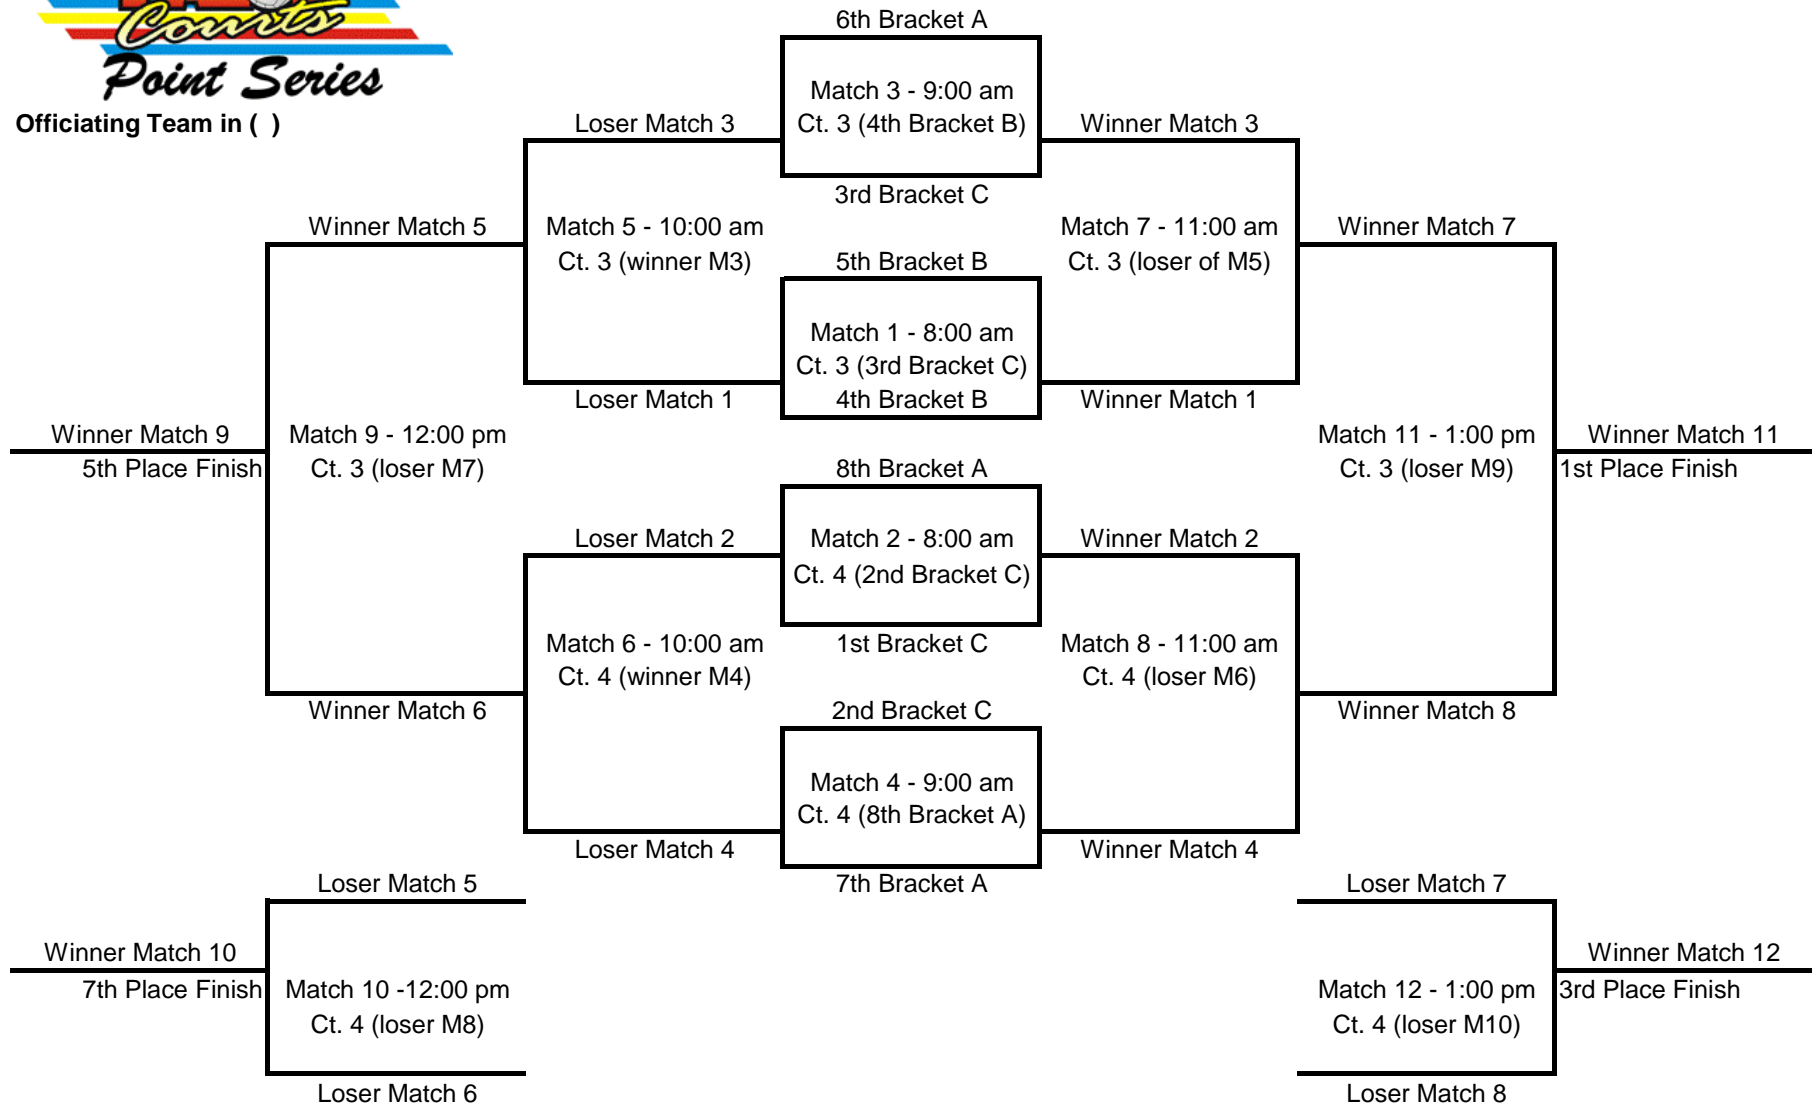 Courts
Point Series
Officiating Team in ( )
6th Bracket A
Match 3 - 9:00 am
Ct. 3 (4th Bracket B)
Loser Match 3
Winner Match 3
3rd Bracket C
Winner Match 5
Match 5 - 10:00 am
Ct. 3 (winner M3)
Match 7 - 11:00 am
Ct. 3 (loser of M5)
Winner Match 7
5th Bracket B
Match 1 - 8:00 am
Ct. 3 (3rd Bracket C)
Loser Match 1
4th Bracket B
Winner Match 1
Winner Match 9
5th Place Finish
Match 9 - 12:00 pm
Ct. 3 (loser M7)
Match 11 - 1:00 pm
Ct. 3 (loser M9)
Winner Match 11
1st Place Finish
8th Bracket A
Loser Match 2
Match 2 - 8:00 am
Ct. 4 (2nd Bracket C)
Winner Match 2
1st Bracket C
Match 6 - 10:00 am
Ct. 4 (winner M4)
Match 8 - 11:00 am
Ct. 4 (loser M6)
Winner Match 6
2nd Bracket C
Winner Match 8
Match 4 - 9:00 am
Ct. 4 (8th Bracket A)
Loser Match 4
Winner Match 4
7th Bracket A
Loser Match 5
Loser Match 7
Winner Match 10
7th Place Finish
Match 10 -12:00 pm
Ct. 4 (loser M8)
Match 12 - 1:00 pm
Ct. 4 (loser M10)
Winner Match 12
3rd Place Finish
Loser Match 6
Loser Match 8